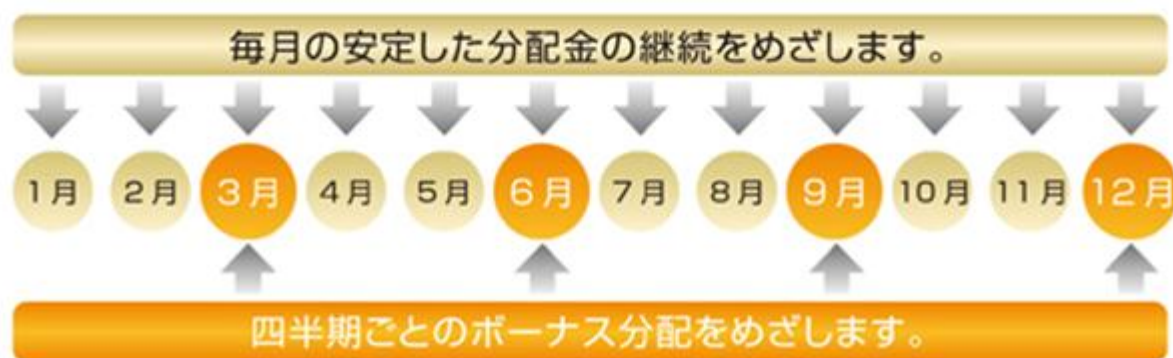 毎月の安定した分配金の継続をめざします。
1月 2月 3月 4月 5月 6月 7月 8月 9月 10月 11月 12月
四半期ごとのボーナス分配をめざします。